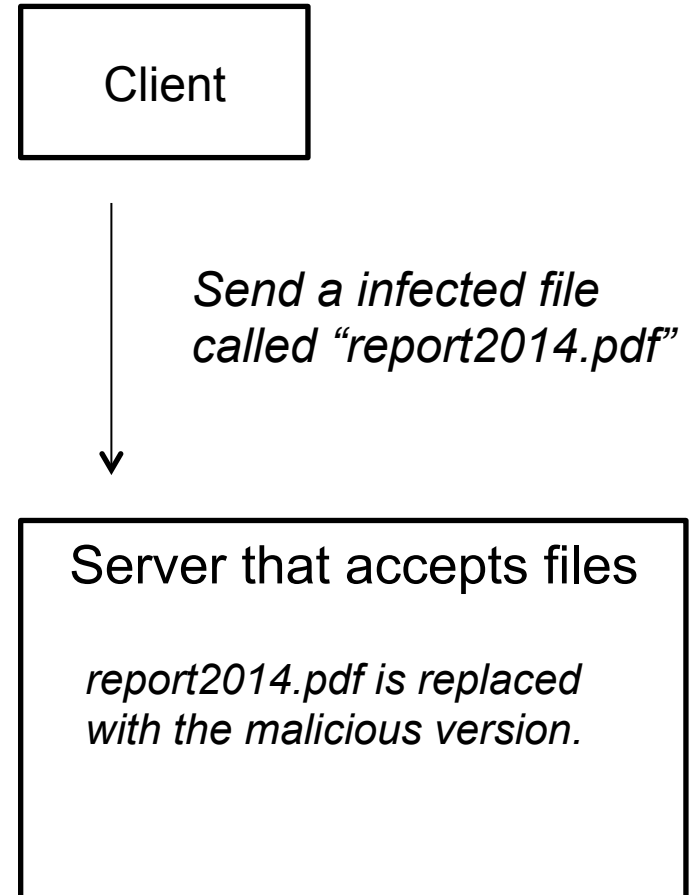 Client
Send a infected file
called “report2014.pdf”
Server that accepts files
report2014.pdf is replaced
with the malicious version.